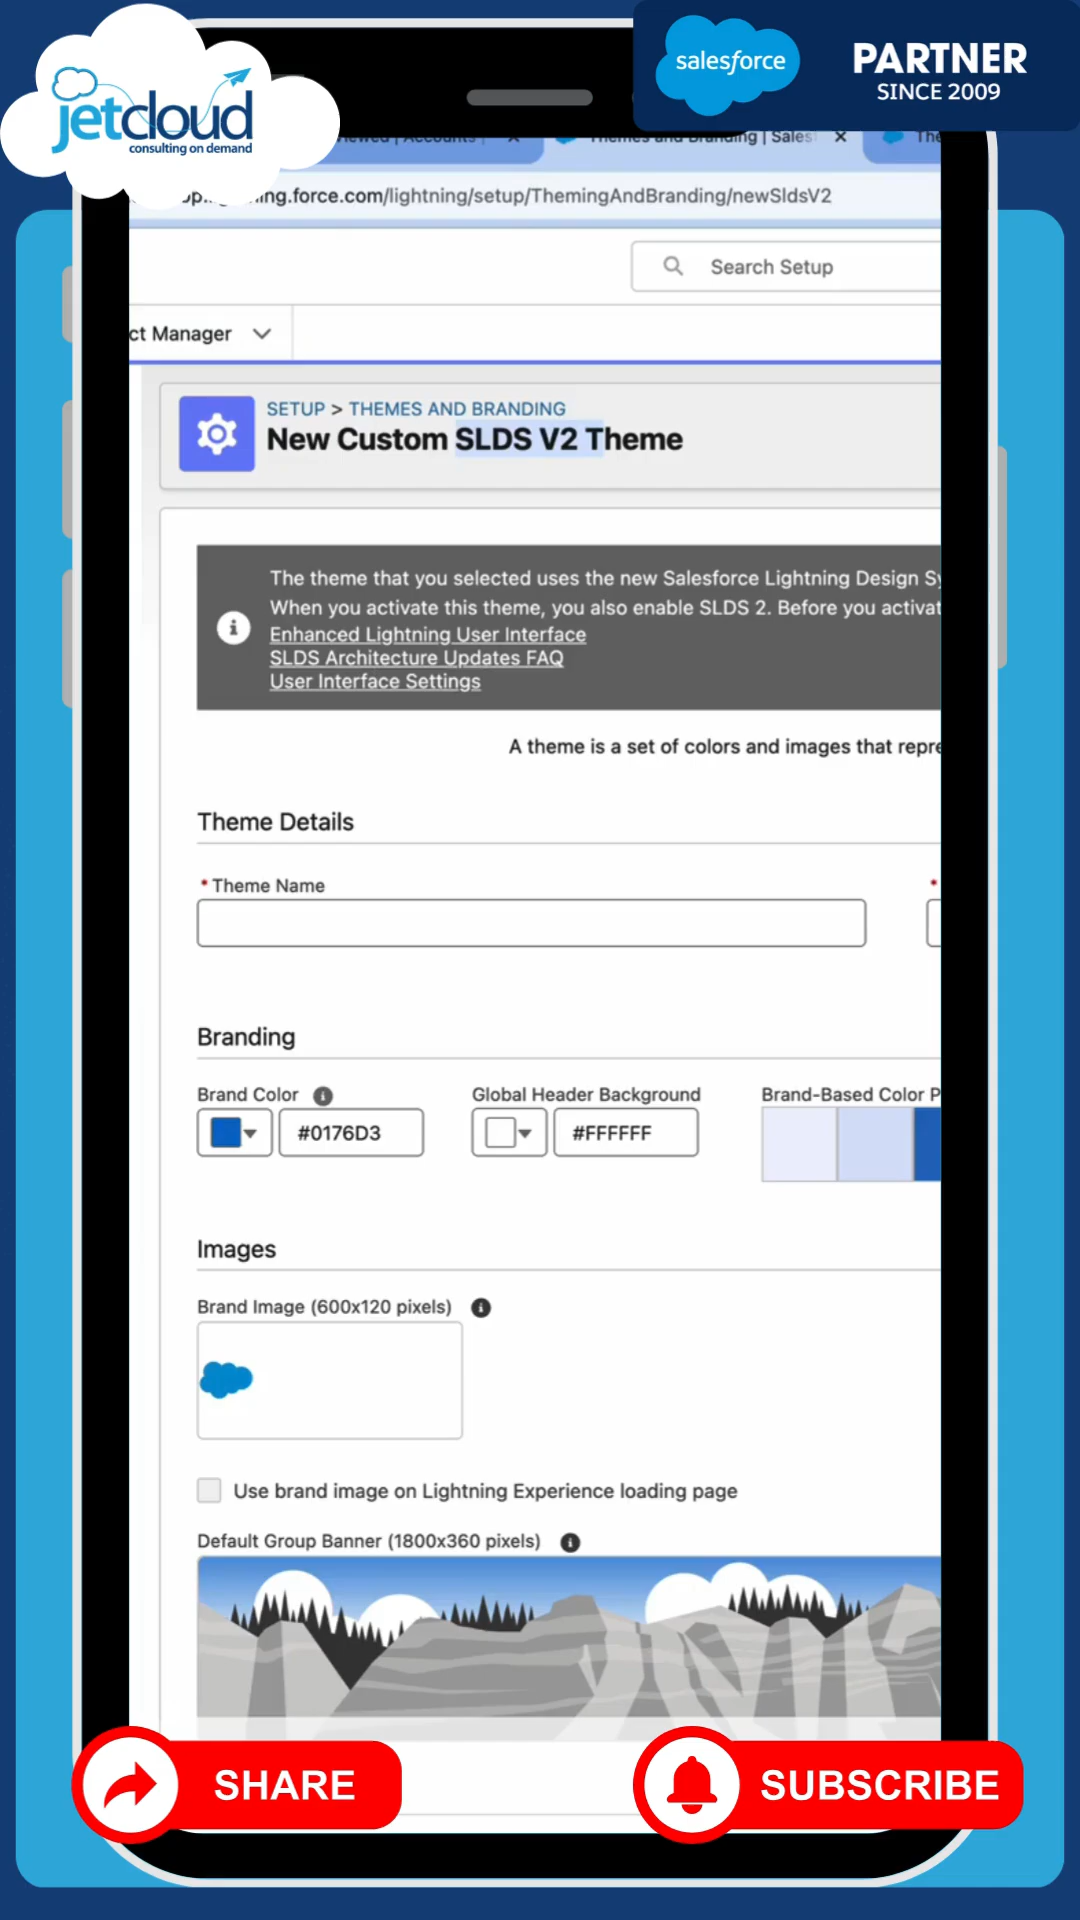 jetcloud
consulting on demand
salesforce
PARTNER
SINCE 2009
Themes and Branding | Sales
force.com/lightning/setup/ThemingAndBranding/newSldsV2
Search Setup
ct Manager
SETUP > THEMES AND BRANDING
New Custom SLDS V2 Theme
The theme that you selected uses the new Salesforce Lightning Design Sy
When you activate this theme, you also enable SLDS 2. Before you activat
Enhanced Lightning User Interface
SLDS Architecture Updates FAQ
User Interface Settings
A theme is a set of colors and images that repre
Theme Details
* Theme Name
*
Branding
Brand Color
Global Header Background
Brand-Based Color P
#0176D3
#FFFFFF
Images
Brand Image (600x120 pixels)
Use brand image on Lightning Experience loading page
Default Group Banner (1800x360 pixels)
SHARE
SUBSCRIBE